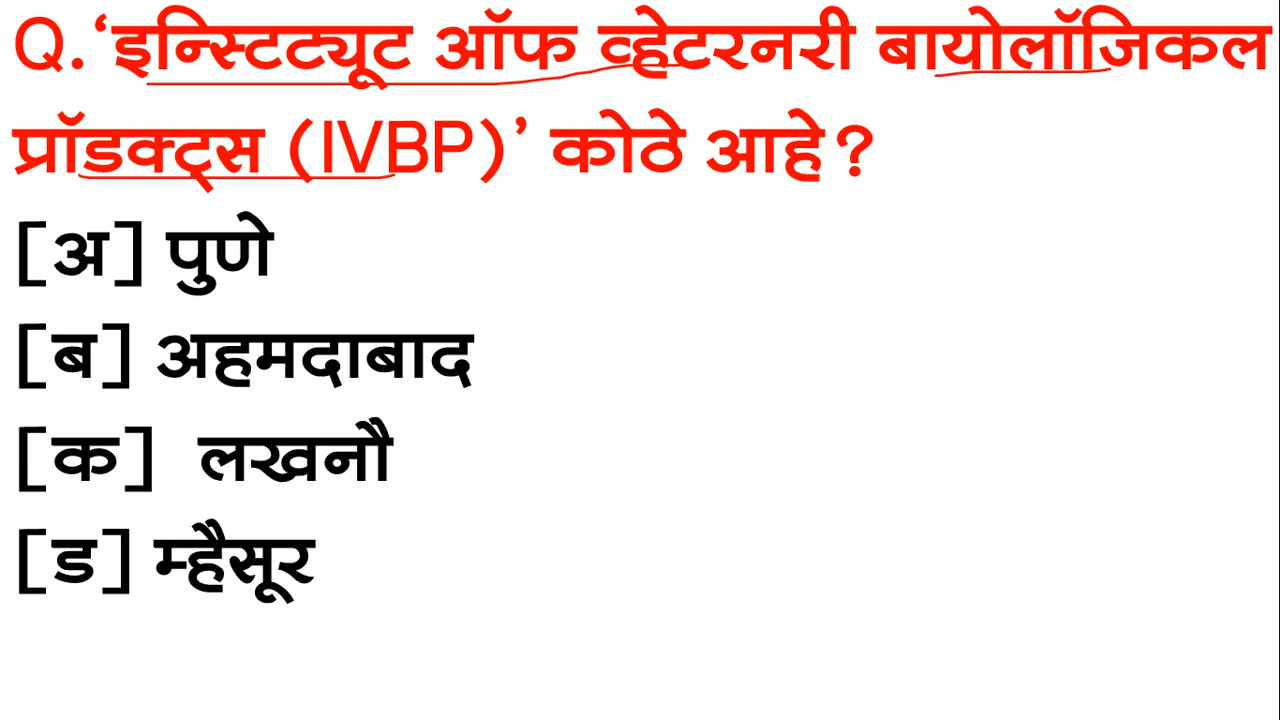 Q.‘इन्स्टिट्यूट ऑफ व्हेटरनरी बायोलॉजिकल
प्रॉडक्ट्स (IVBP)’ कोठे आहे?
[अ] पुणे
[ब] अहमदाबाद
[क] लखनौ
[ड] म्हैसूर